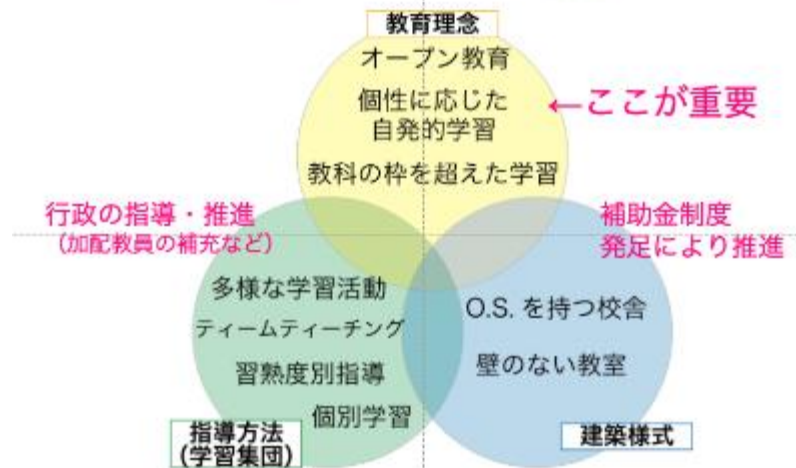 教育理念
オープン教育
個性に応じた
自発的学習
←ここが重要
教科の枠を超えた学習
行政の指導・推進
（加配教員の補充など）
補助金制度
発足により推進
多様な学習活動
ティームティーチング
習熟度別指導
個別学習
O.S. を持つ校舎
壁のない教室
指導方法
(学習集団)
建築様式